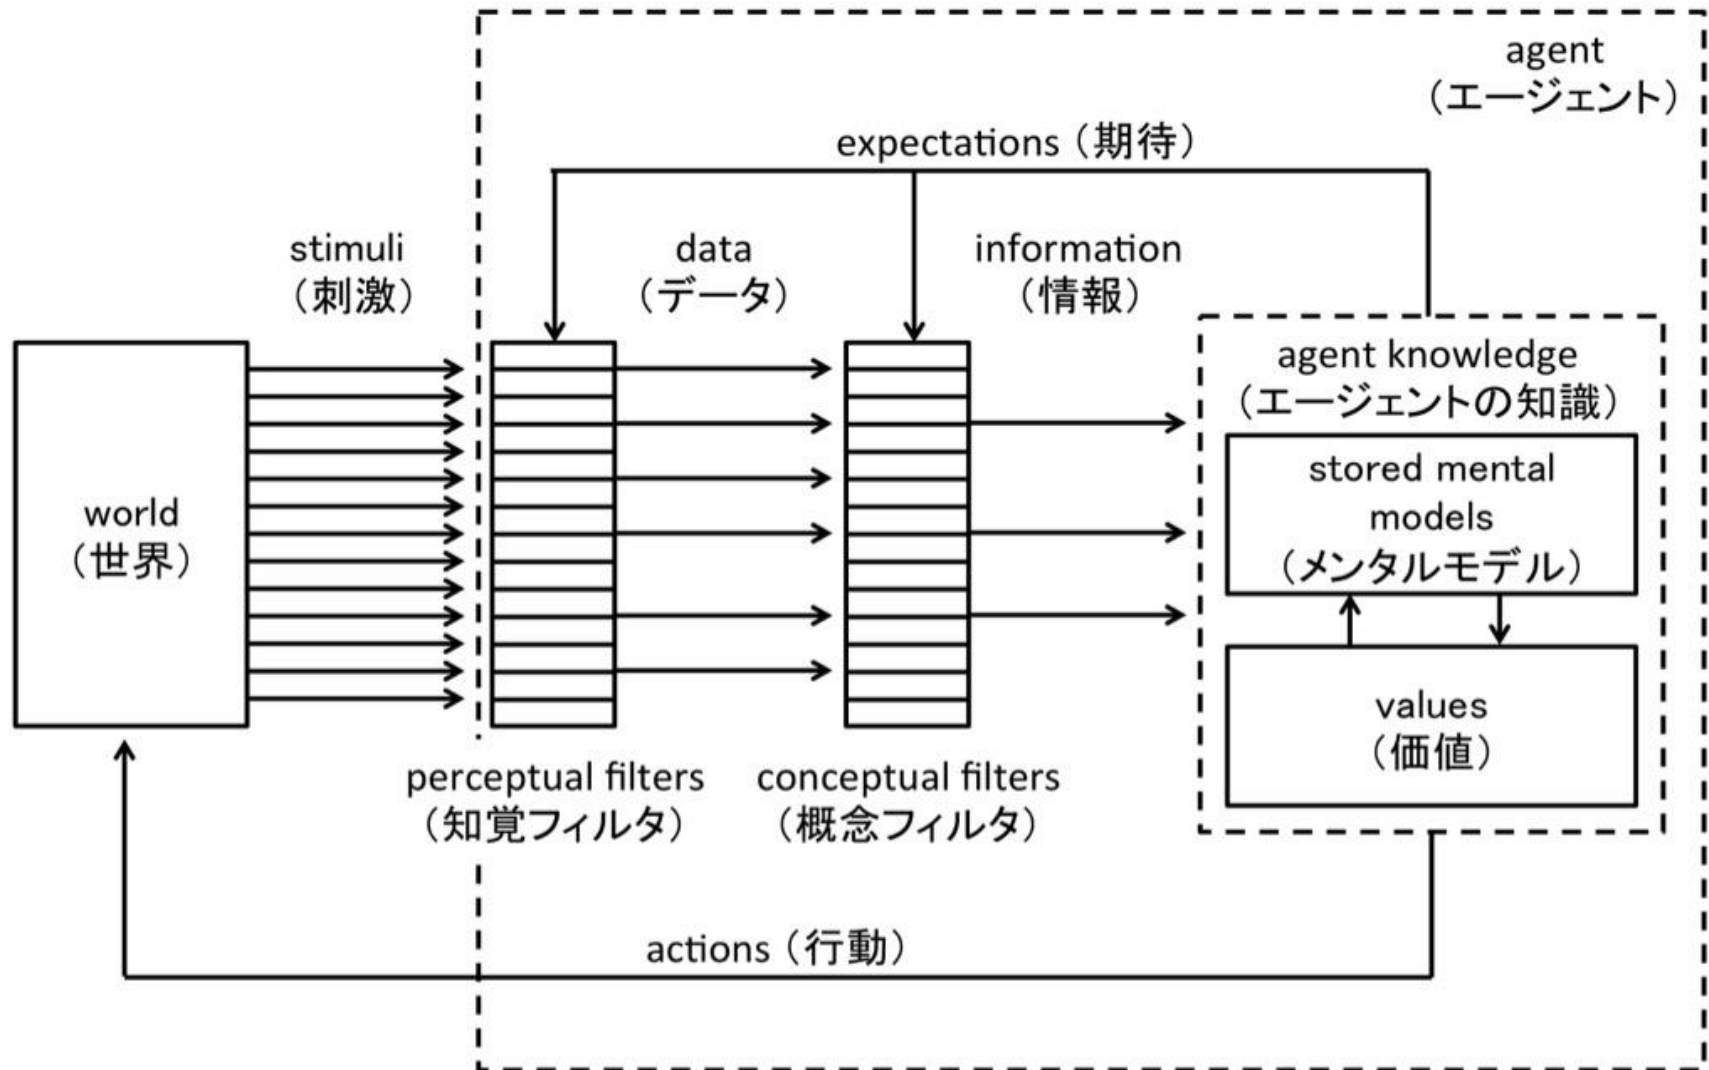 agent
（エージェント）
expectations（期待）
stimuli
（刺激）
data
（データ）
information
（情報）
world
（世界）
agent knowledge
（エージェントの知識）
stored mental
models
（メンタルモデル）
values
（価値）
perceptual filters
（知覚フィルタ）
conceptual filters
（概念フィルタ）
actions（行動）